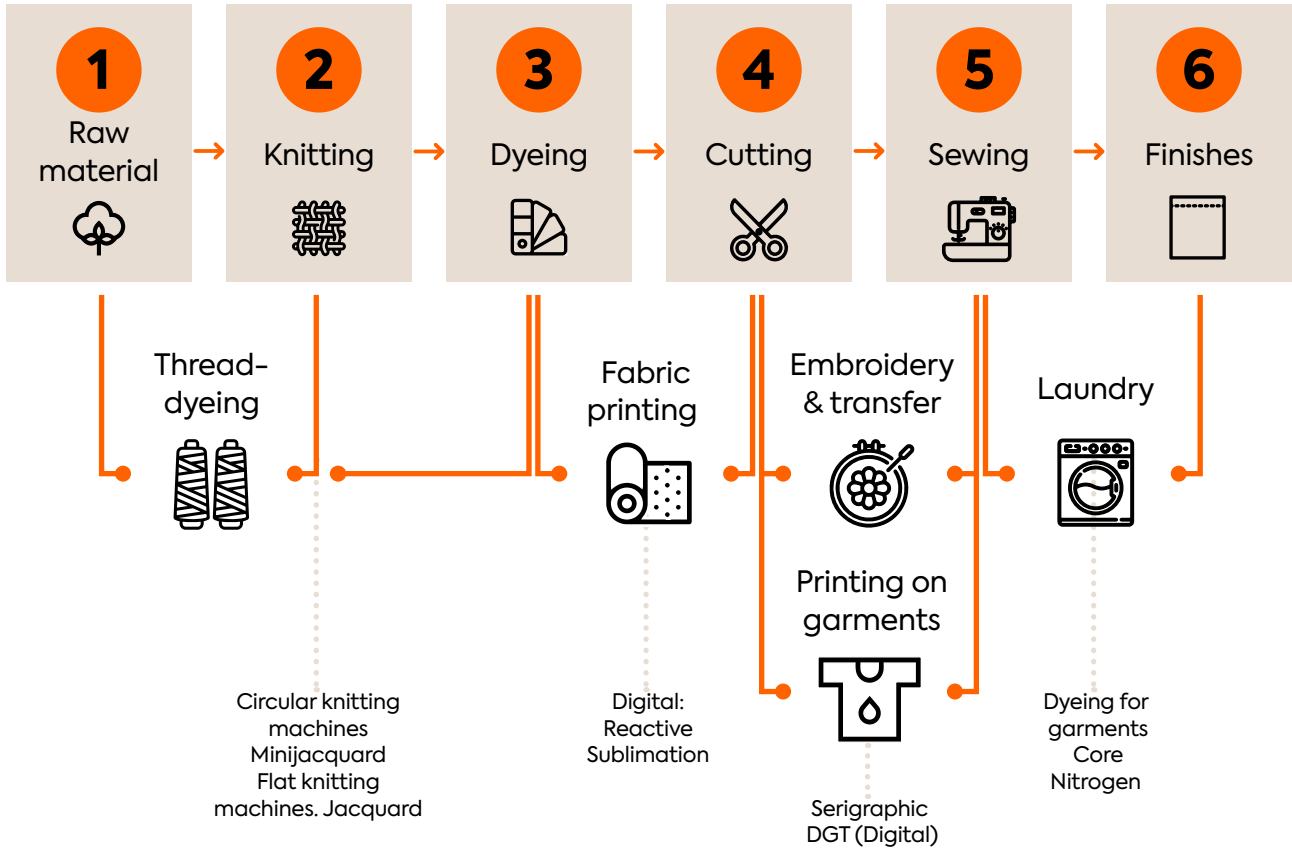 1
Raw
material
2
Knitting
3
Dyeing
4
Cutting
5
Sewing
6
Finishes
Thread-
dyeing
Fabric
printing
Embroidery
& transfer
Laundry
Printing on
garments
Circular knitting
machines
Minijacquard
Flat knitting
machines. Jacquard
Digital:
Reactive
Sublimation
Serigraphic
DGT (Digital)
Dyeing for
garments
Core
Nitrogen